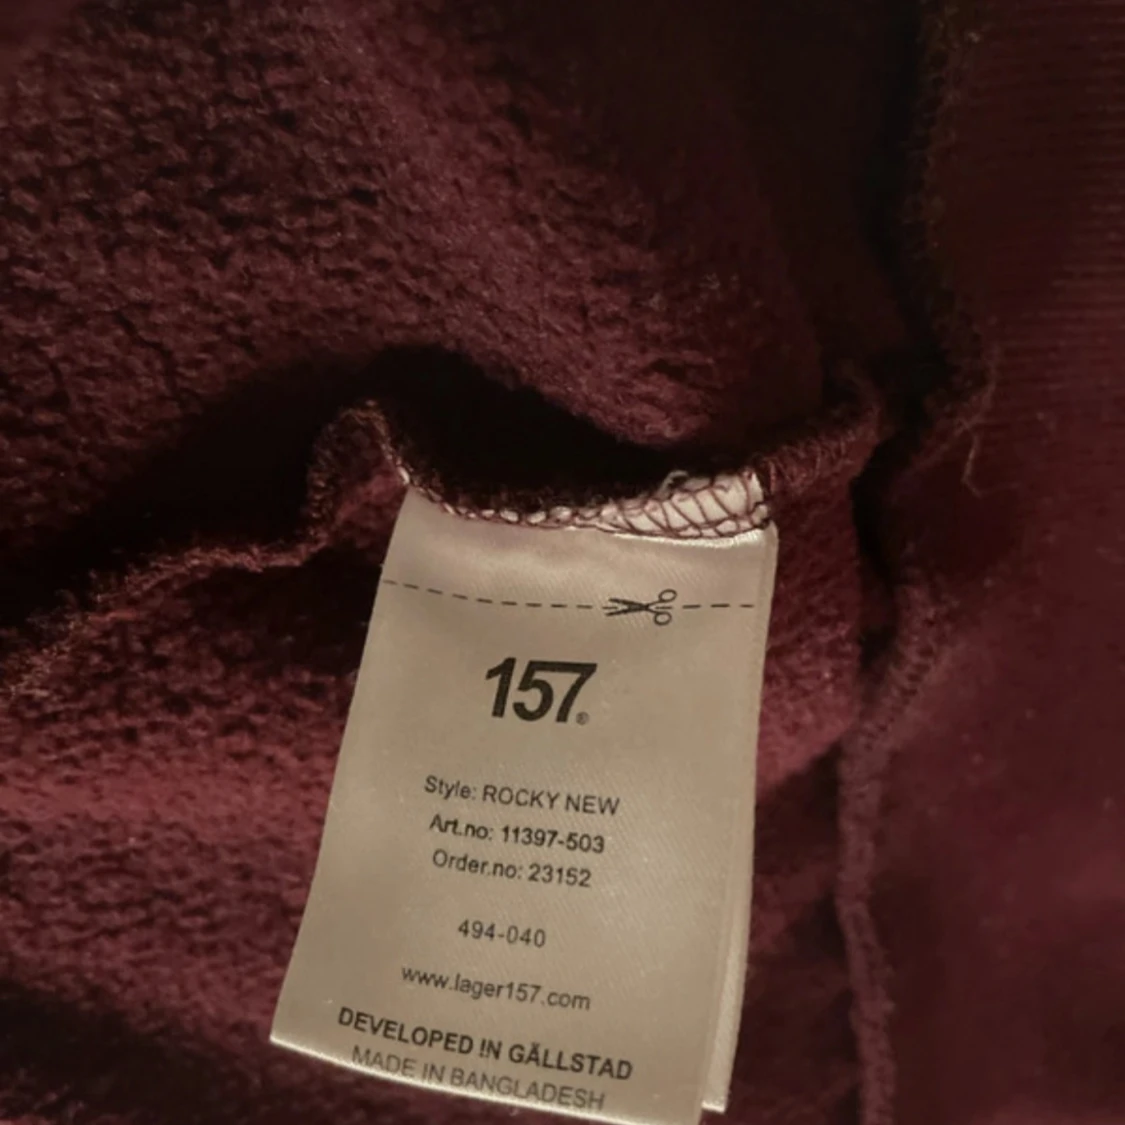 157®
Style: ROCKY NEW
Art.no: 11397-503
Order.no: 23152
494-040
www.lager157.com
DEVELOPED IN GÄLLSTAD
MADE IN BANGLADESH